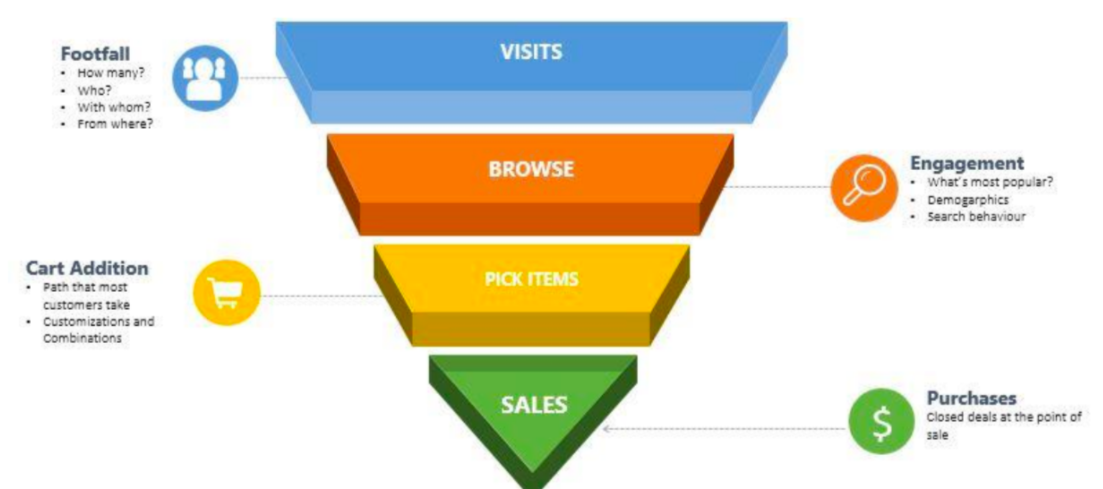 VISITS
Footfall
• How many?
• Who?
• With whom?
• From where?
BROWSE
Engagement
• What's most popular?
• Demogarphics
• Search behaviour
Cart Addition
• Path that most
customers take
• Customizations and
Combinations
PICK ITEMS
SALES
Purchases
Closed deals at the point of
sale
$